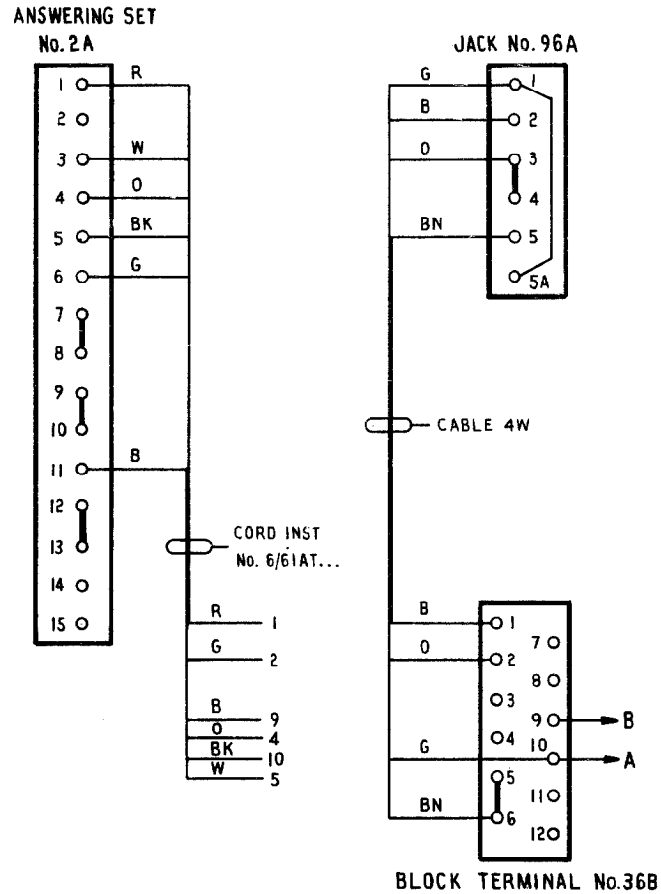 ANSWERING SET
No. 2A
1 R
2
3 W
4 O
5 BK
6 G
7
8
9
10
11 B
12
13
14
15
CORD INST
No. 6/61AT...
R 1
G 2
B 9
O 4
BK 10
W 5
JACK No. 96A
G 1
B 2
O 3
4
BN 5
5A
CABLE 4W
B 1
7
O 2
8
3
9 B
4
10
G A
5
11
BN 6
12
BLOCK TERMINAL No.36B